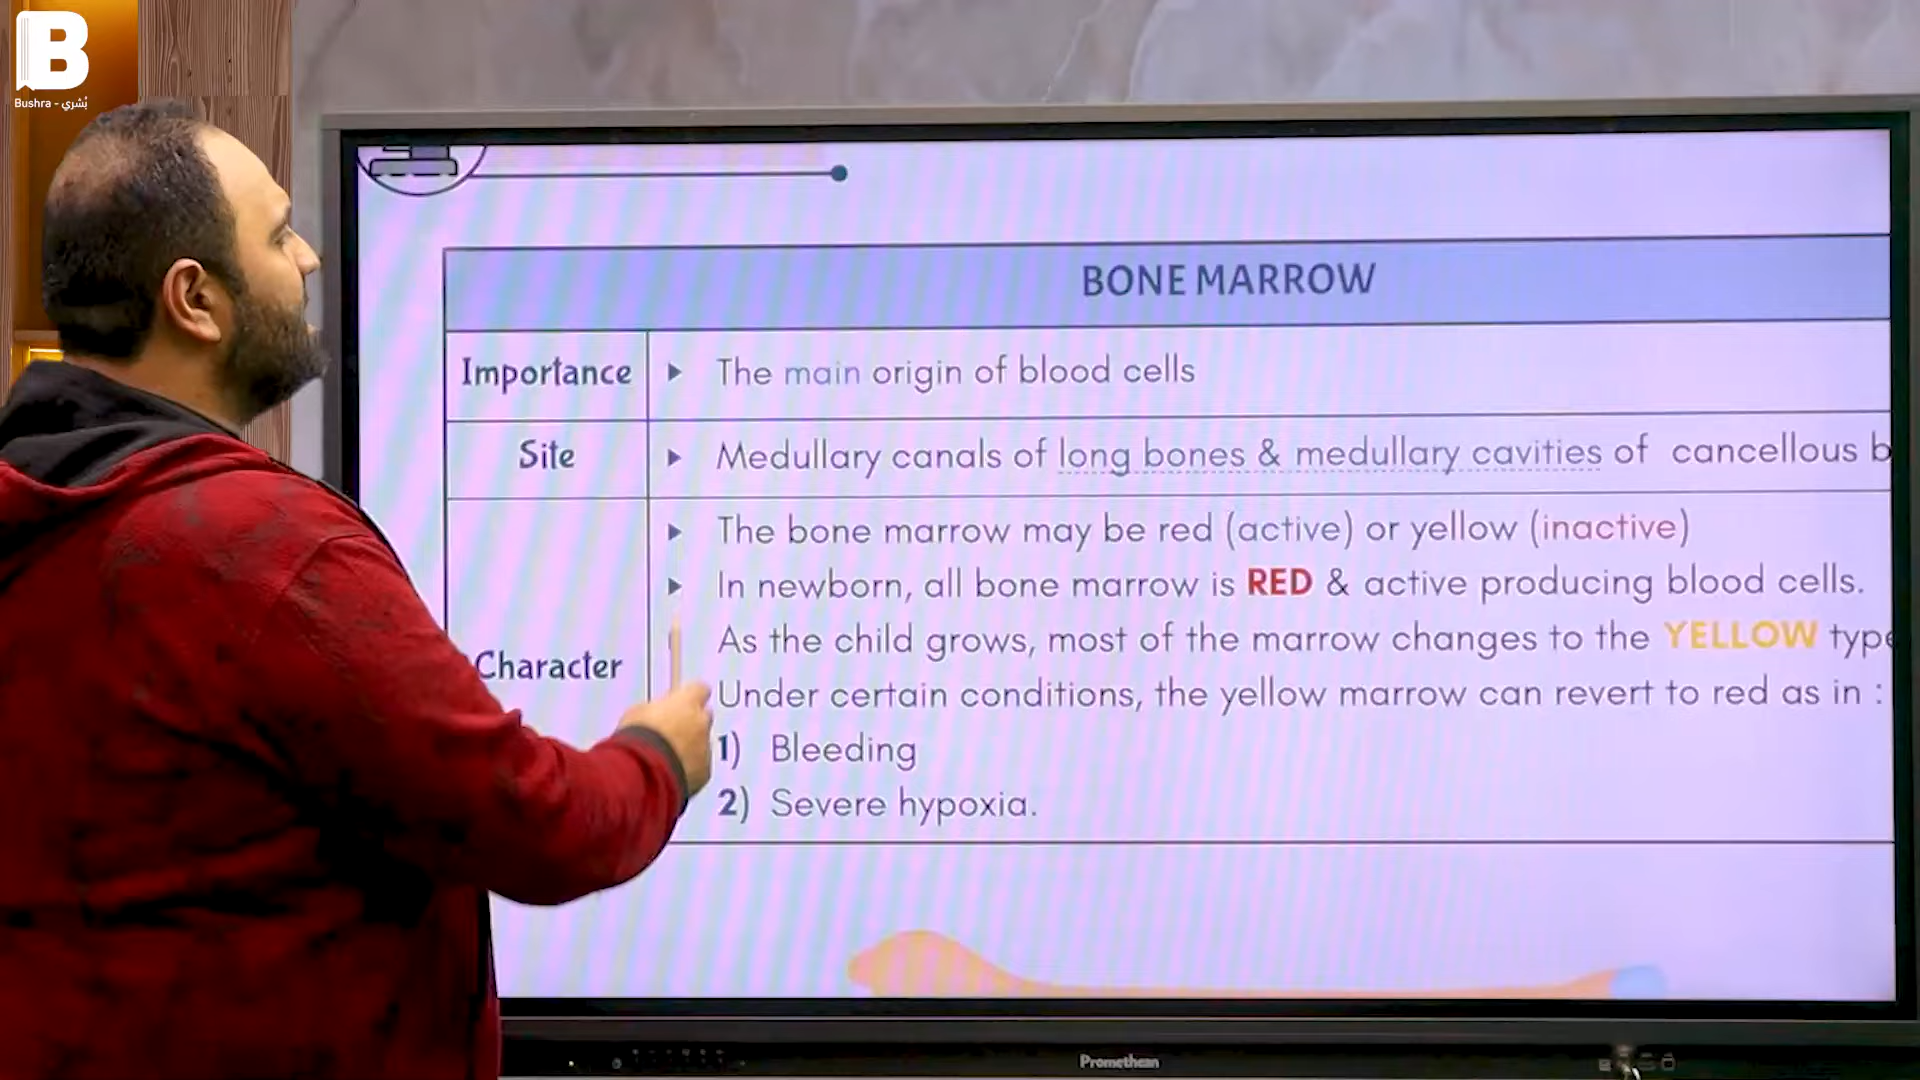 B
Bushra - بُشري
BONE MARROW
Importance
The main origin of blood cells
Site
Medullary canals of long bones & medullary cavities of cancellous b
Character
The bone marrow may be red (active) or yellow (inactive)
In newborn, all bone marrow is RED & active producing blood cells.
As the child grows, most of the marrow changes to the YELLOW type
Under certain conditions, the yellow marrow can revert to red as in :
1) Bleeding
2) Severe hypoxia.
Promethean